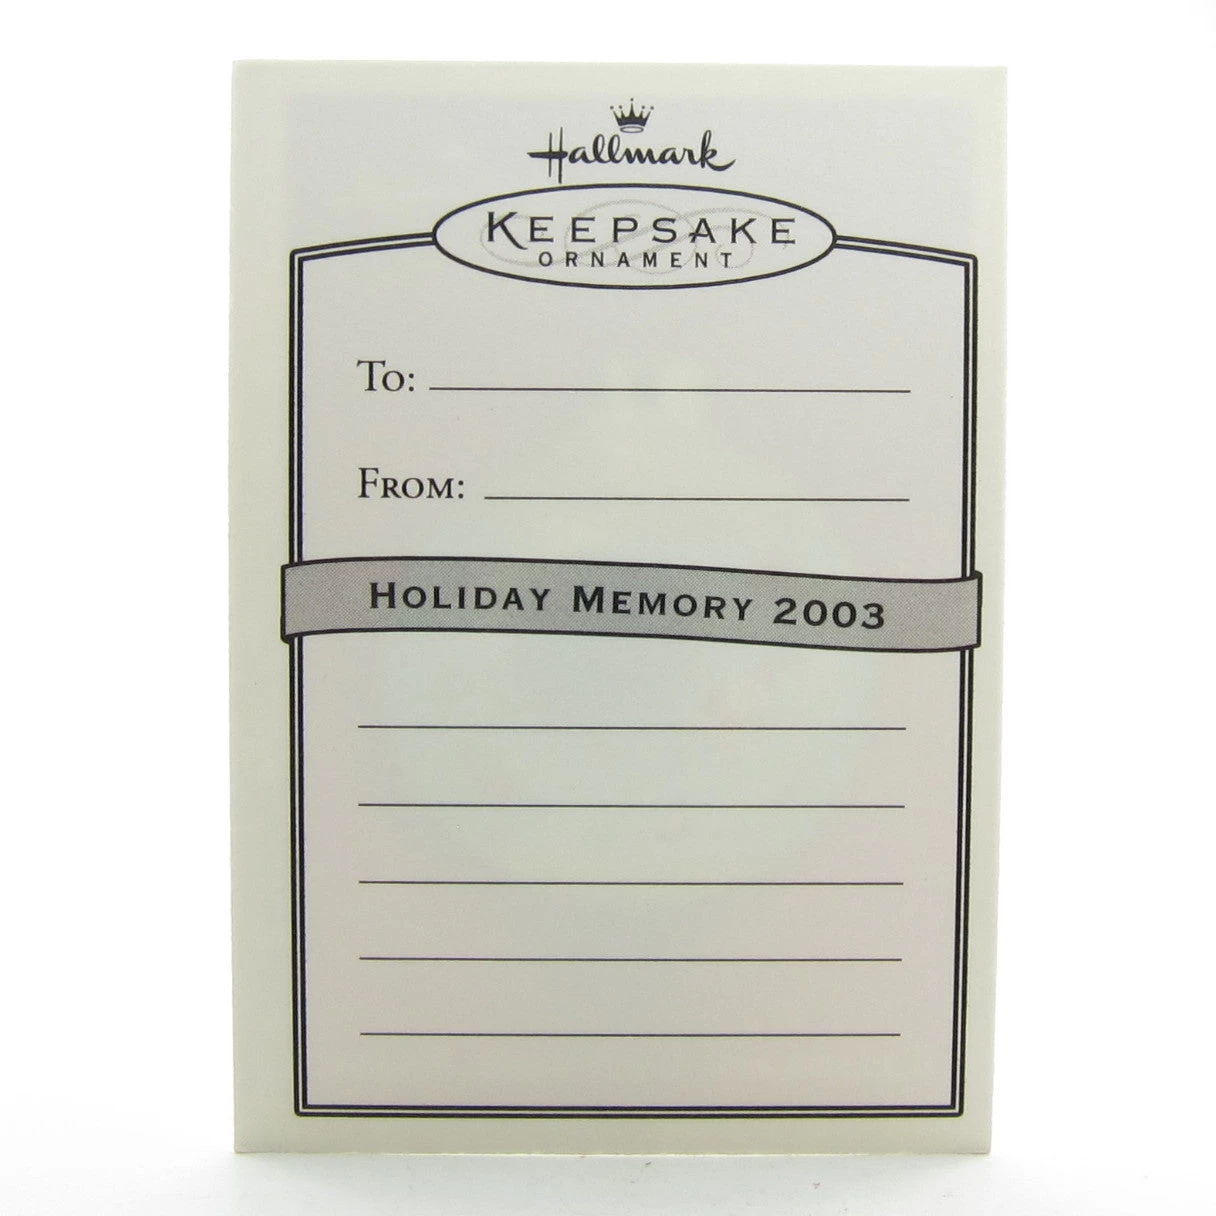 Hallmark
KEEPSAKE
ORNAMENT
TO:
FROM:
HOLIDAY MEMORY 2003